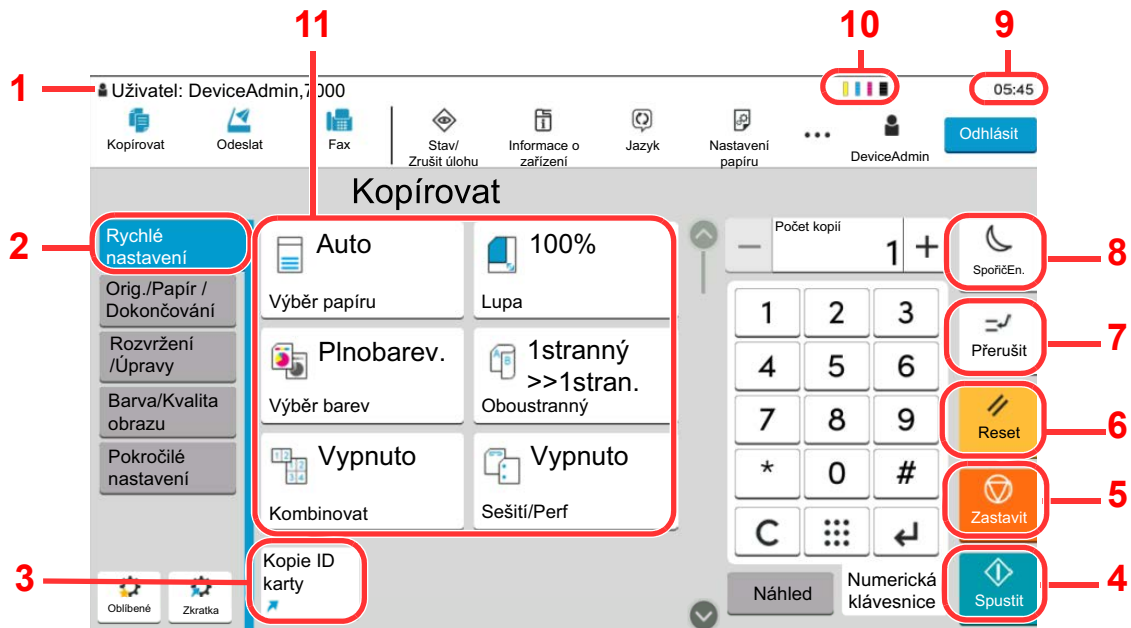 11
10
9
1
Uživatel: DeviceAdmin,7000
05:45
Kopírovat
Odeslat
Fax
Stav/
Zrušit úlohu
Informace o
zařízení
Jazyk
Nastavení
papíru
DeviceAdmin
Odhlásit
Kopírovat
2
Rychlé
nastavení
Orig./Papír /
Dokončování
Rozvržení
/Úpravy
Barva/Kvalita
obrazu
Pokročilé
nastavení
Auto
Výběr papíru
100%
Lupa
Plnobarev.
Výběr barev
1stranný
>>1stran.
Oboustranný
Vypnuto
Kombinovat
Vypnuto
Sešití/Perf
3
Kopie ID
karty
Oblíbené
Zkratka
Počet kopií
— 1 +
1 2 3
4 5 6
7 8 9
* 0 #
C
Náhled
Numerická
klávesnice
SpořičEn.
8
Přerušit
7
Reset
6
Zastavit
5
Spustit
4